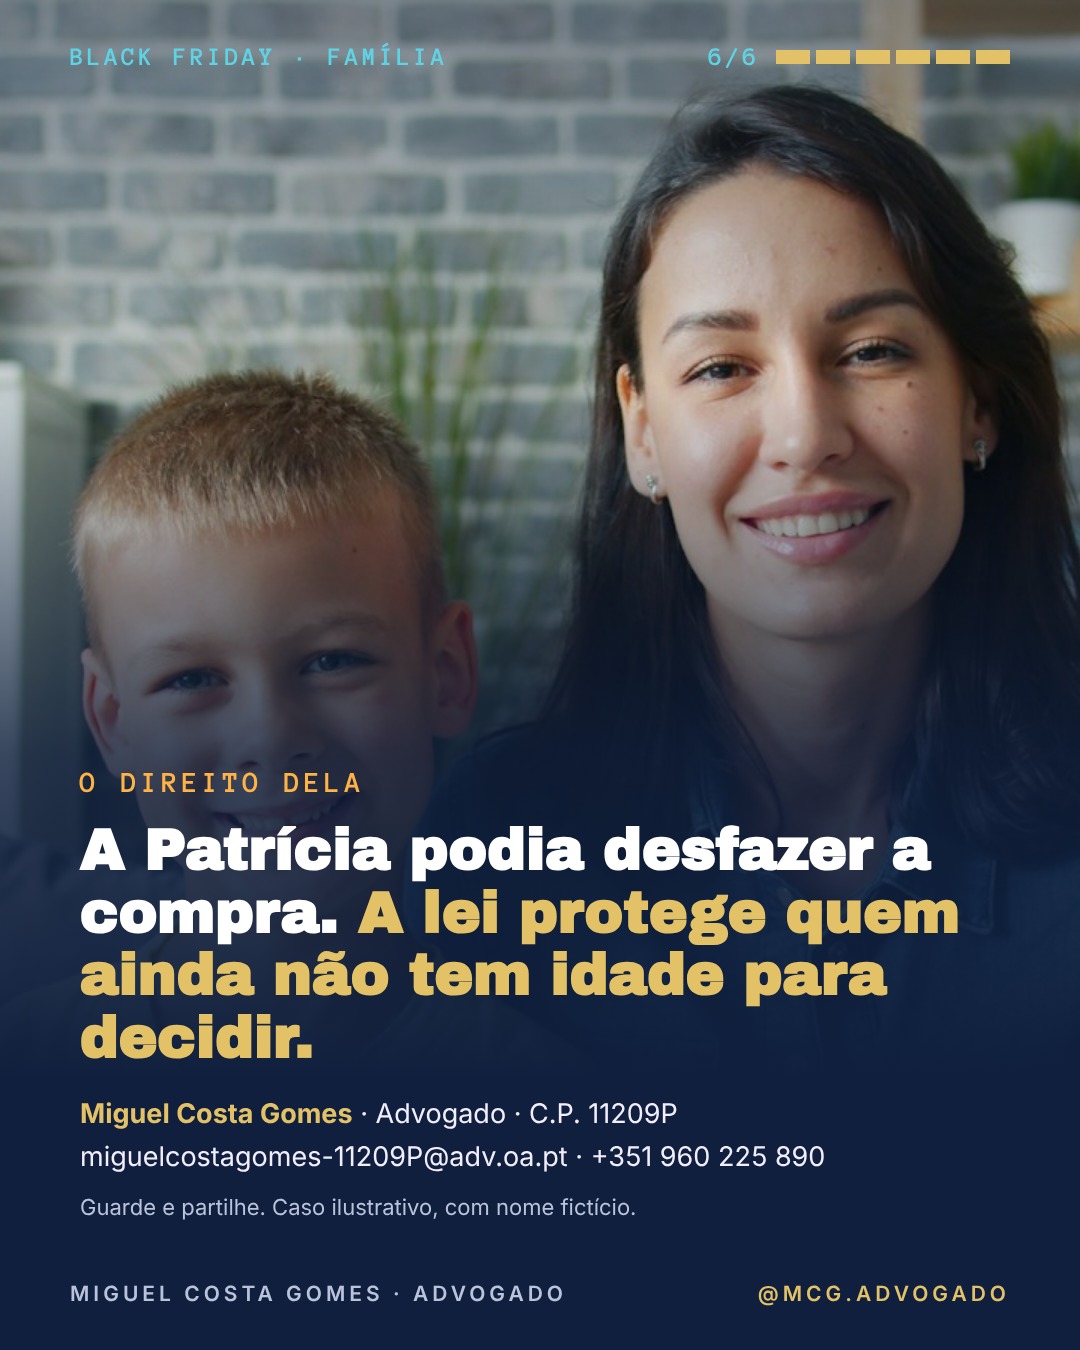 BLACK FRIDAY · FAMÍLIA
6/6
O DIREITO DELA
A Patrícia podia desfazer a
compra. A lei protege quem
ainda não tem idade para
decidir.
Miguel Costa Gomes · Advogado · C.P. 11209P
miguelcostagomes-11209P@adv.oa.pt · +351 960 225 890
Guarde e partilhe. Caso ilustrativo, com nome fictício.
MIGUEL COSTA GOMES · ADVOGADO
@MCG.ADVOGADO